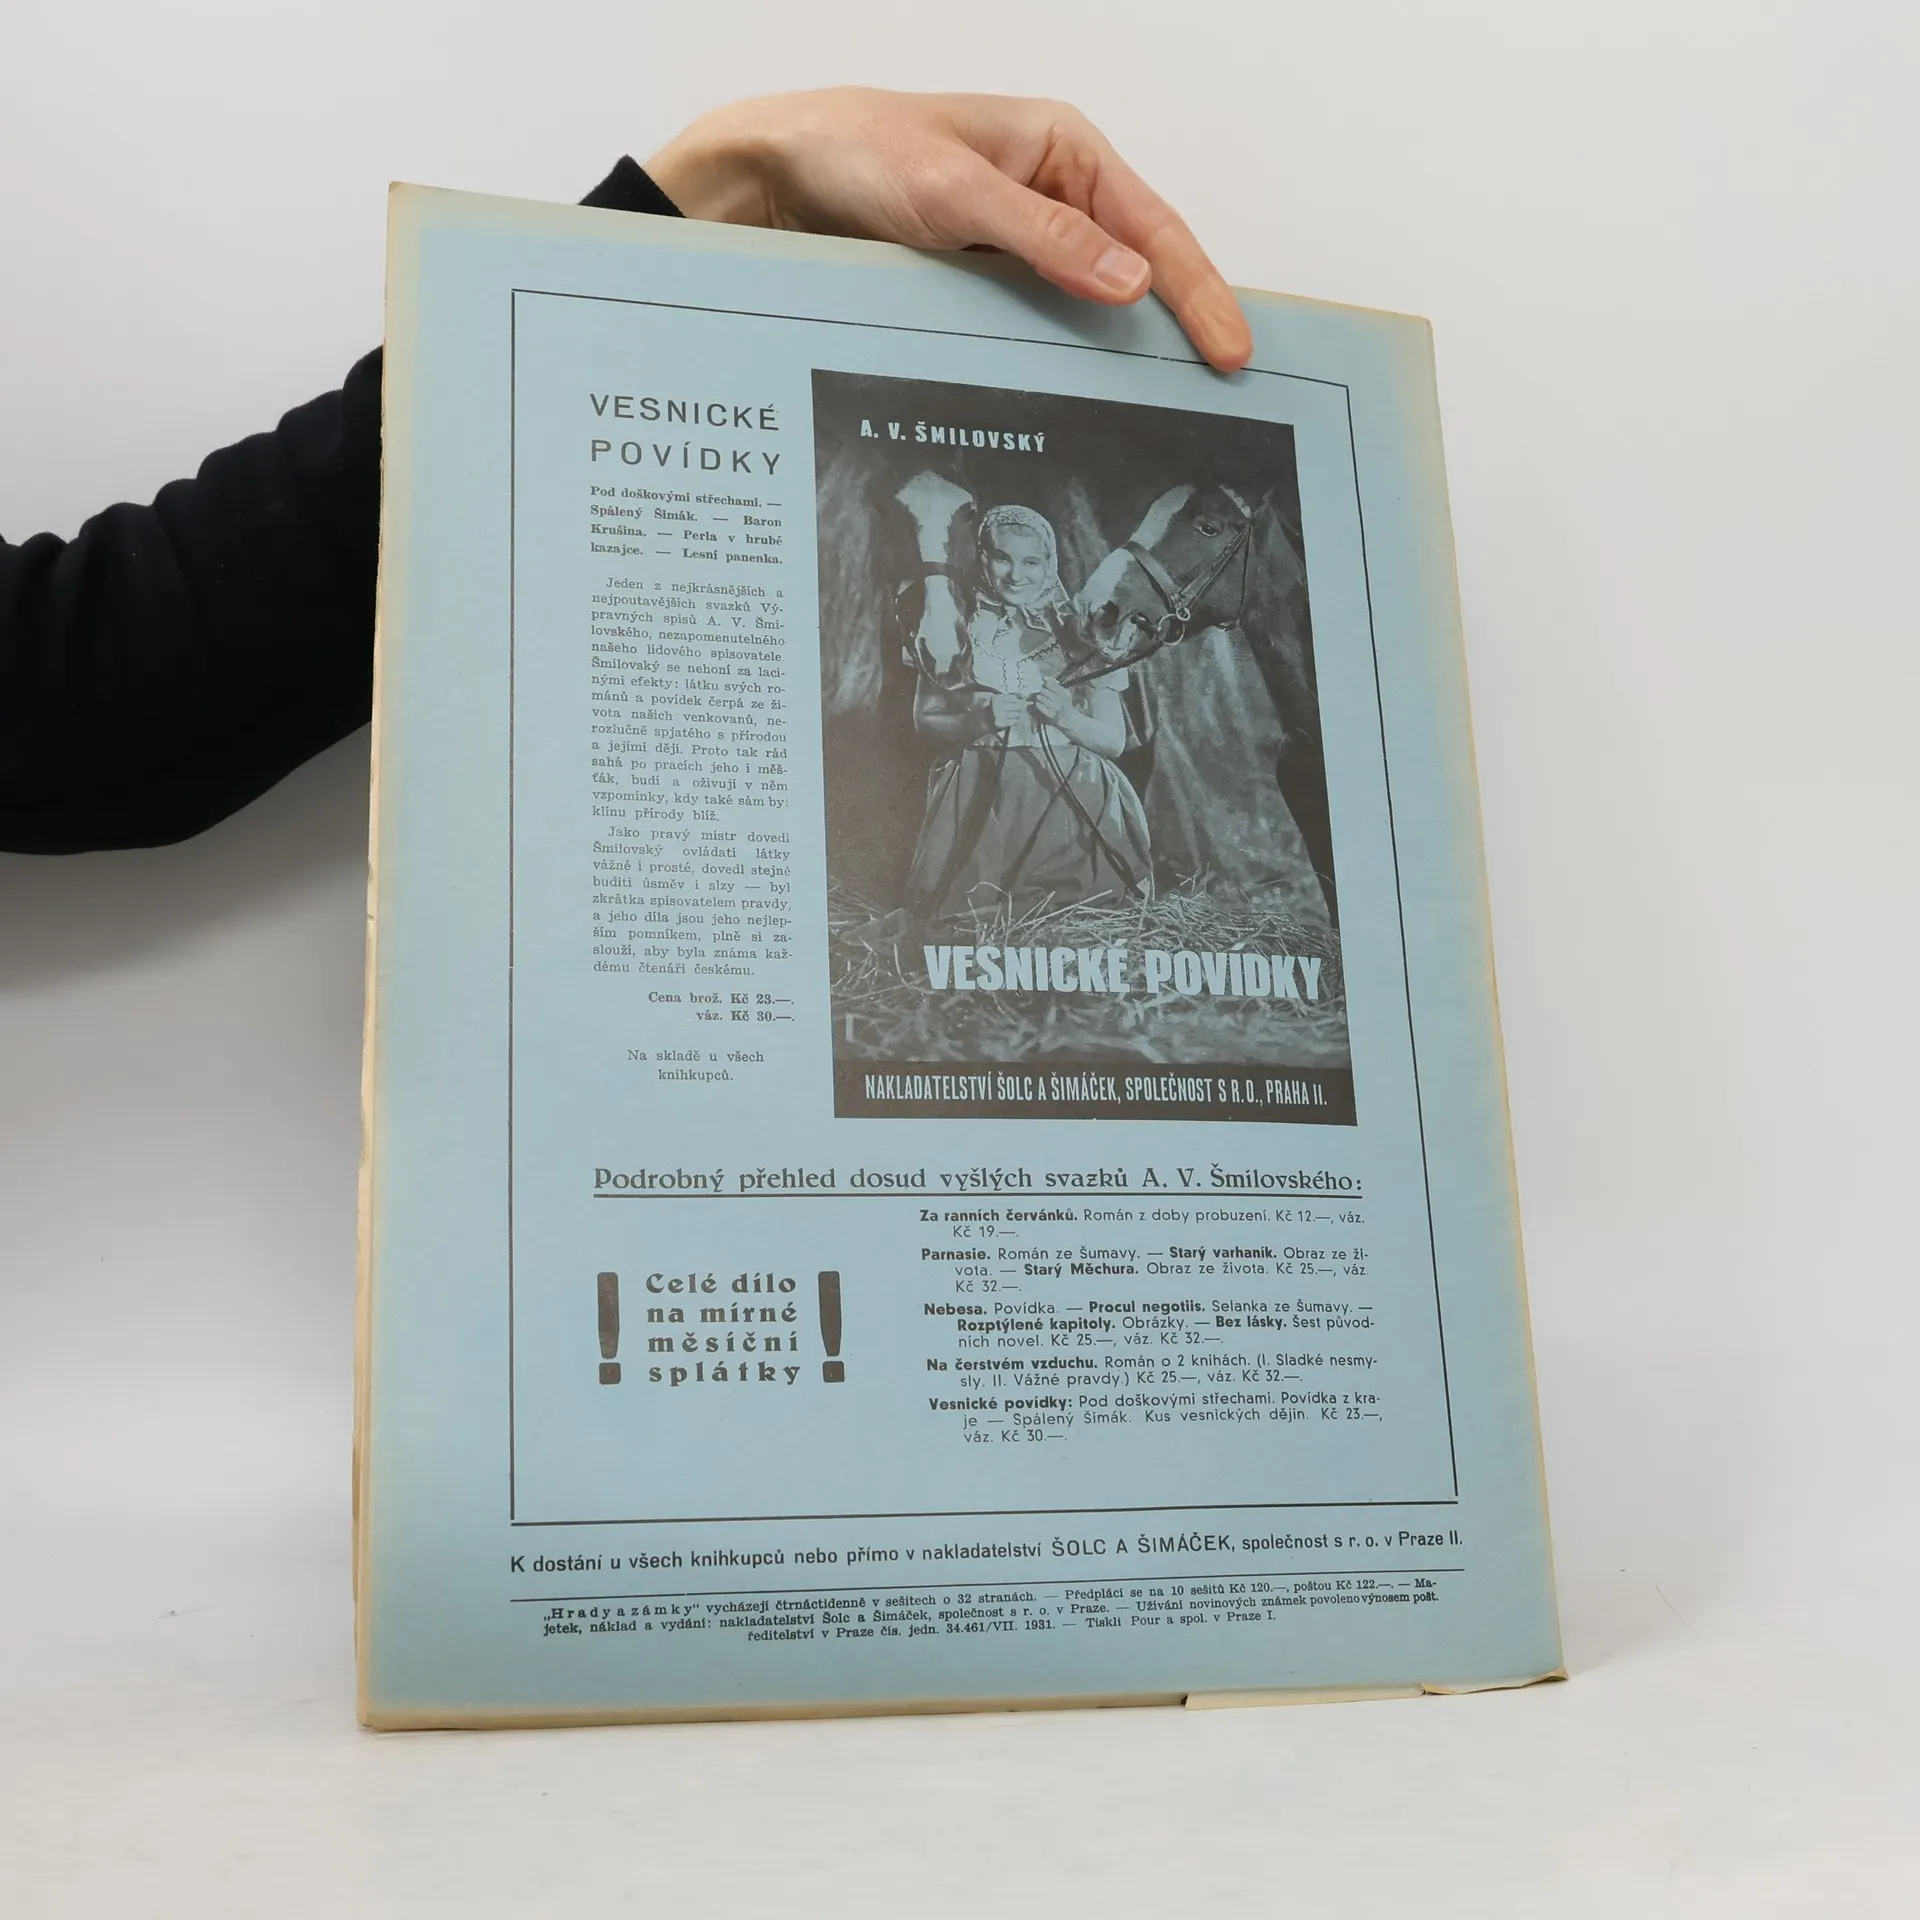 VESNICKÉ
POVÍDKY
Pod doškovými střechami. —
Spálený Šimák. — Baron
Krušina. — Perla v hrubé
kazajce. — Lesní panenka.
Jeden z nejkrásnějších a
nejpoutavějších svazků Vý-
pravných spisů A. V. Šmi-
lovského, nezapomenutelného
našeho lidového spisovatele.
Šmilovský se nehoní za laci-
nými efekty: látku svých ro-
mánů a povídek čerpá ze ži-
vota našich venkovanů, ne-
rozlučně spjatého s přírodou
a jejími ději. Proto tak rád
sahá po pracích jeho i měš-
ťák, budí a oživují v něm
vzpomínky, kdy také sám byl
klínu přírody blíž.
Jako pravý mistr dovedl
Šmilovský ovládati látky
vážné i prosté, dovedl stejně
buditi úsměv i slzy — byl
zkrátka spisovatelem pravdy,
a jeho díla jsou jeho nejlep-
ším pomníkem, plně si za-
slouží, aby byla známa kaž-
dému čtenáři českému.
Cena brož. Kč 23.—.
váz. Kč 30.—.
Na skladě u všech
knihkupců.
A. V. ŠMILOVSKÝ
VESNICKÉ POVÍDKY
NAKLADATELSTVÍ ŠOLC A ŠIMÁČEK, SPOLEČNOST S R. O., PRAHA II.
Podrobný přehled dosud vyšlých svazků A. V. Šmilovského:
! Celé dílo !
na mírné
měsíční
splátky
Za ranních červánků. Román z doby probuzení. Kč 12.—, váz.
Kč 19.—.
Parnasie. Román ze Šumavy. — Starý varhaník. Obraz ze ži-
vota. — Starý Měchura. Obraz ze života. Kč 25.—, váz.
Kč 32.—.
Nebesa. Povídka. — Procul negotiis. Selanka ze Šumavy. —
Rozptýlené kapitoly. Obrázky. — Bez lásky. Šest původ-
ních novel. Kč 25.—, váz. Kč 32.—.
Na čerstvém vzduchu. Román o 2 knihách. (I. Sladké nesmy-
sly. II. Vážné pravdy.) Kč 25.—, váz. Kč 32.—.
Vesnické povídky: Pod doškovými střechami. Povídka z kra-
je — Spálený Šimák. Kus vesnických dějin. Kč 23.—,
váz. Kč 30.—.
K dostání u všech knihkupců nebo přímo v nakladatelství ŠOLC A ŠIMÁČEK, společnost s r. o. v Praze II.
„Hrady a zámky" vycházejí čtrnáctidenně v sešitech o 32 stranách. — Předplácí se na 10 sešitů Kč 120.—, poštou Kč 122.—. — Ma-
jetek, náklad a vydání: nakladatelství Šolc a Šimáček, společnost s r. o. v Praze. — Užívání novinových známek povoleno výnosem pošt.
ředitelství v Praze čís. jedn. 34.461/VII. 1931. — Tiskli Pour a spol. v Praze I.